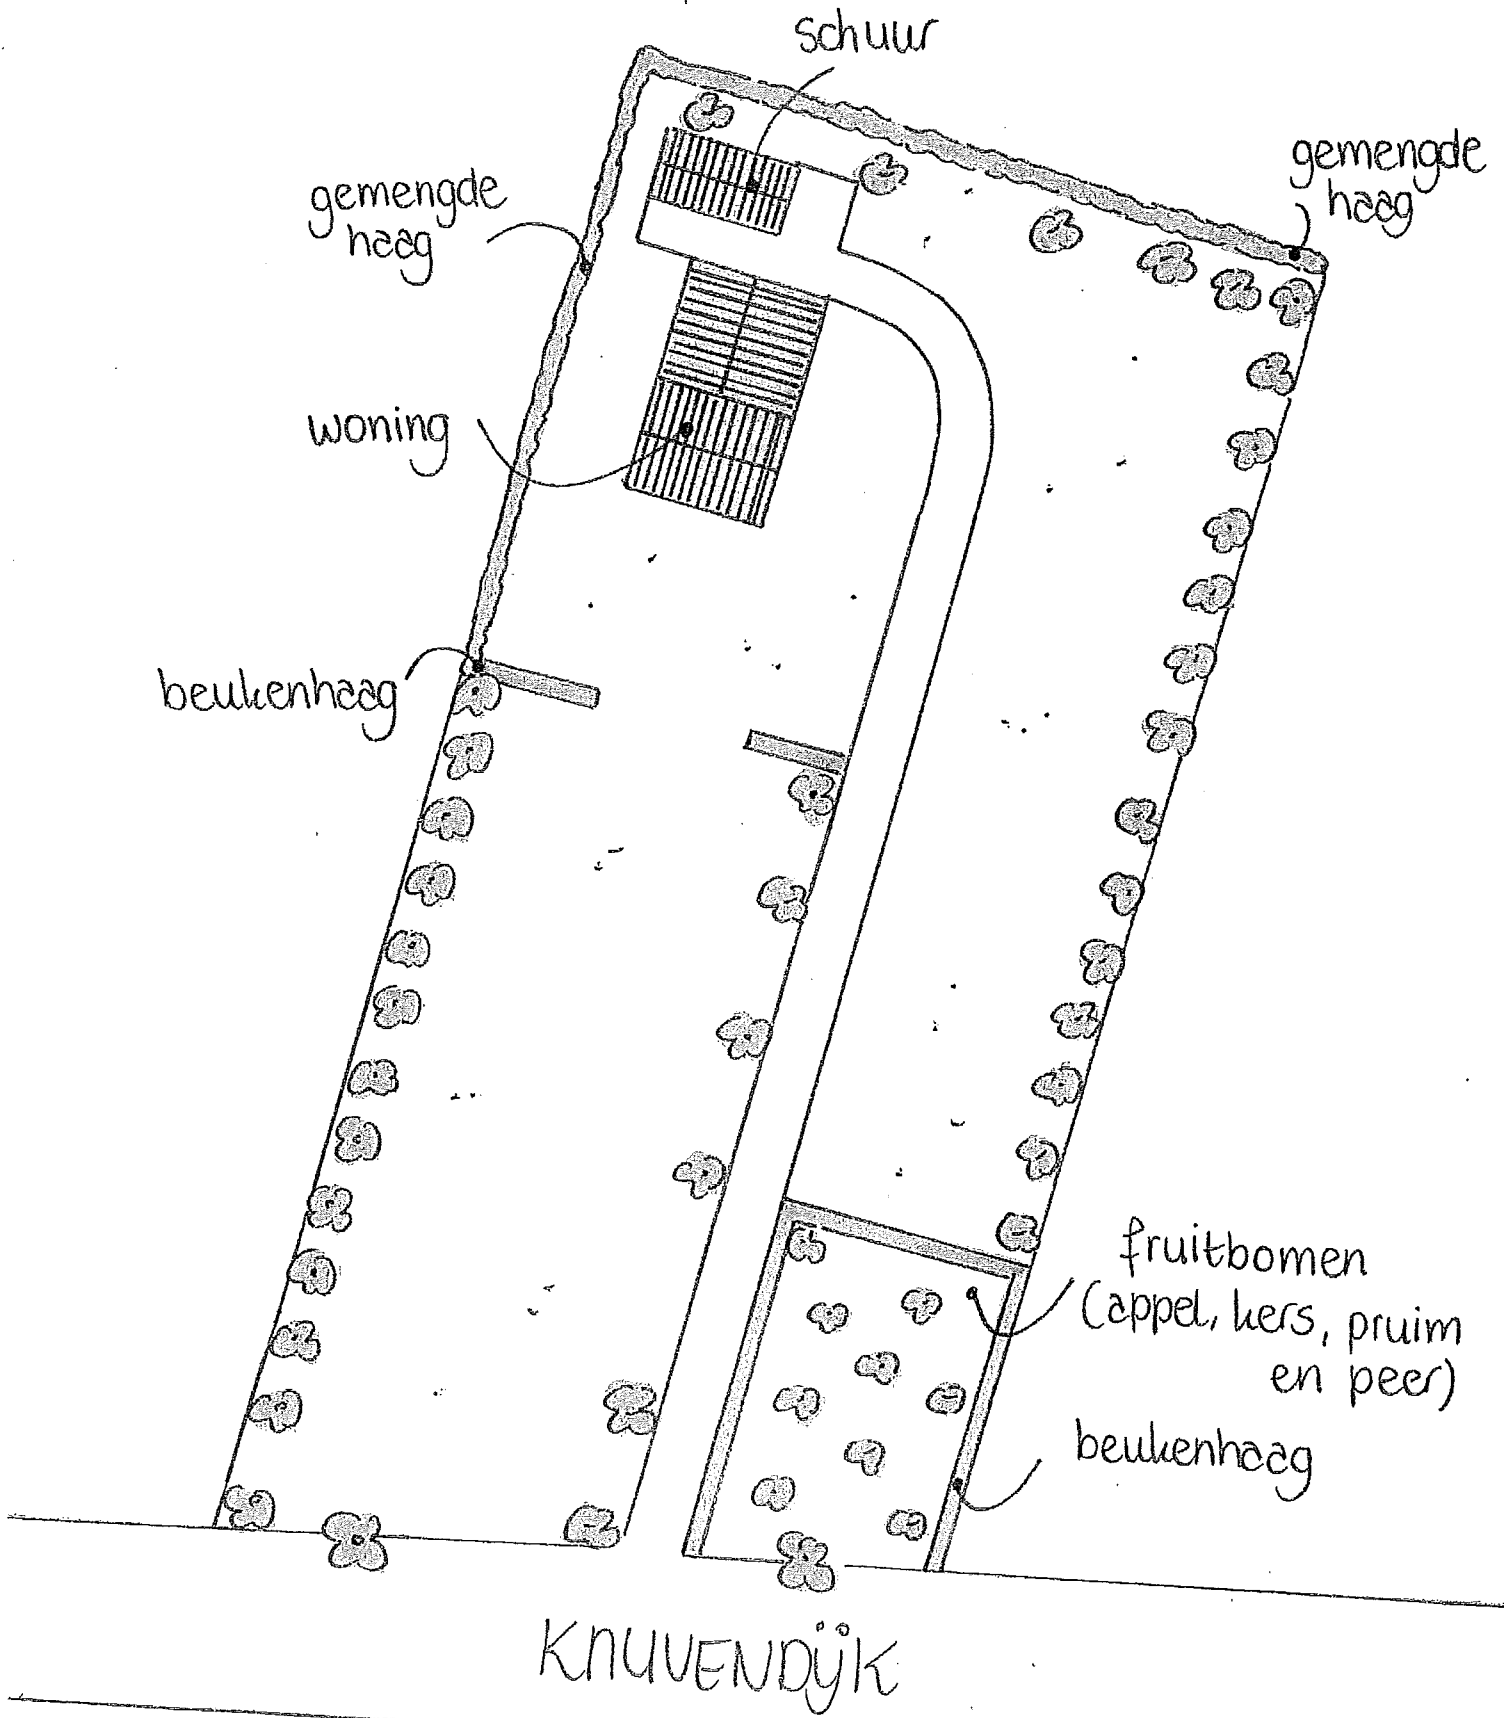 schuur
gemengde
haag
gemengde
haag
woning
beukenhaag
fruitbomen
(appel, kers, pruim
en peer)
beukenhaag
KNUVENDIJK